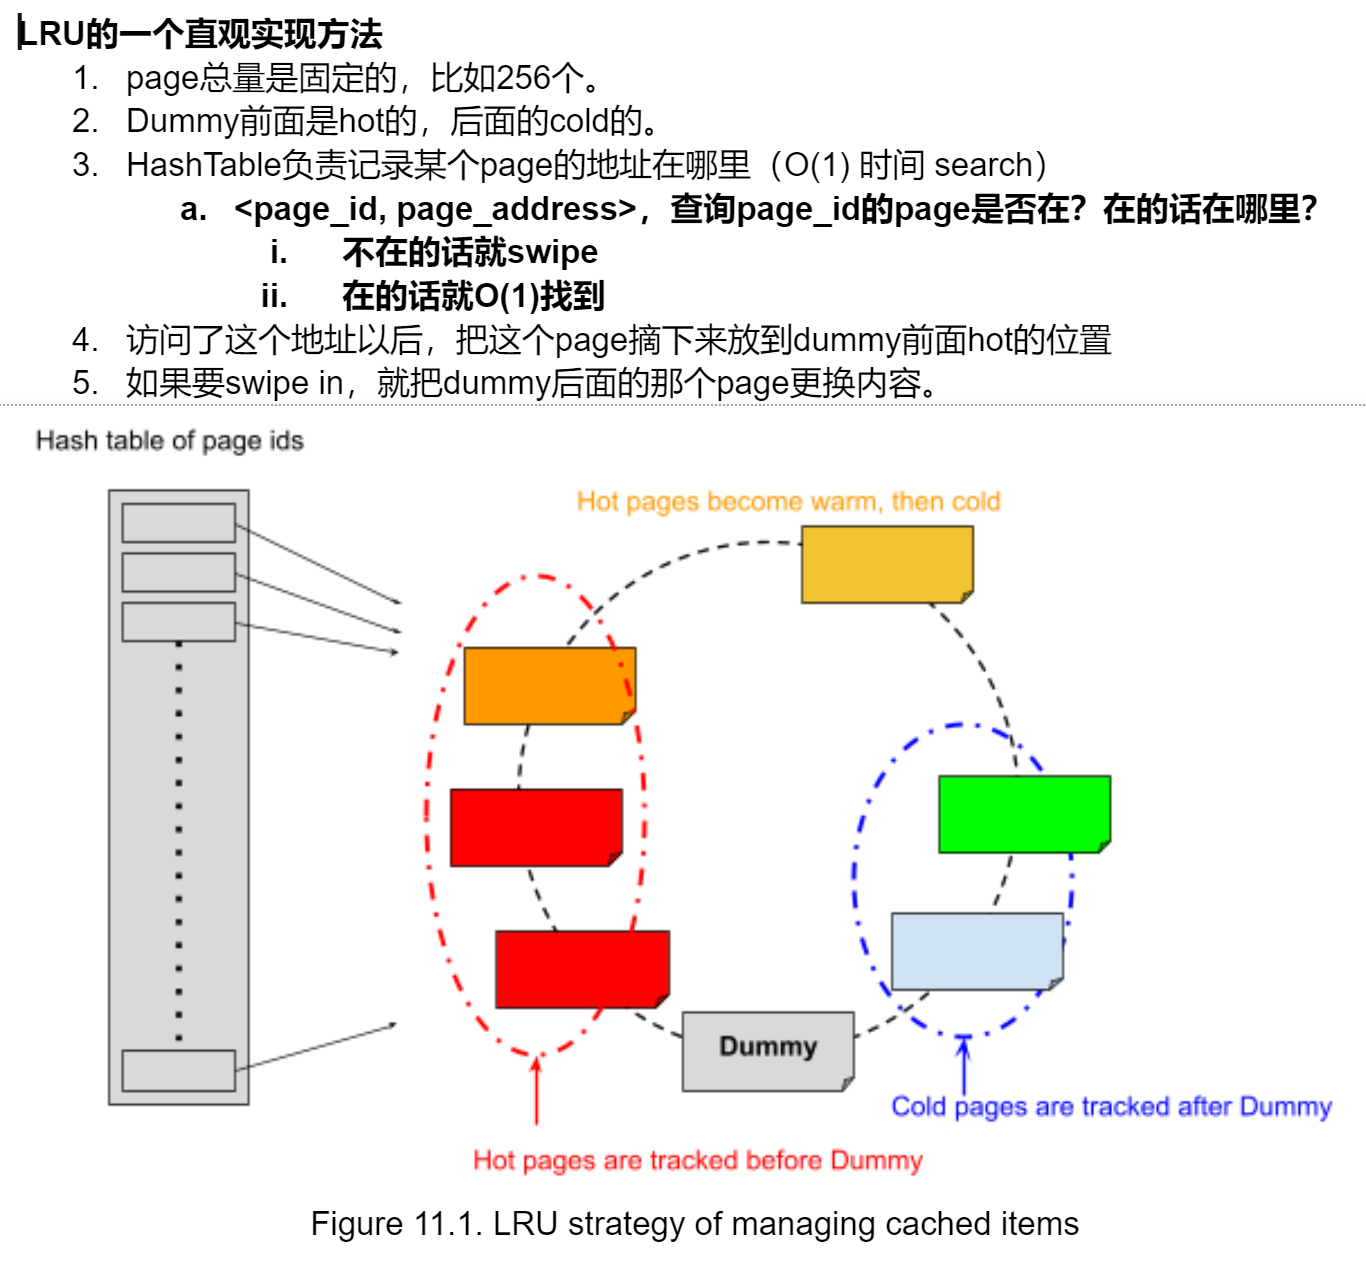 LRU的一个直观实现方法
1. page总量是固定的，比如256个。
2. Dummy前面是hot的，后面的cold的。
3. HashTable负责记录某个page的地址在哪里（O(1) 时间 search）
a. <page_id, page_address>，查询page_id的page是否在？在的话在哪里？
i. 不在的话就swipe
ii. 在的话就O(1)找到
4. 访问了这个地址以后，把这个page摘下来放到dummy前面hot的位置
5. 如果要swipe in，就把dummy后面的那个page更换内容。
Hash table of page ids
Hot pages become warm, then cold
Dummy
Cold pages are tracked after Dummy
Hot pages are tracked before Dummy
Figure 11.1. LRU strategy of managing cached items